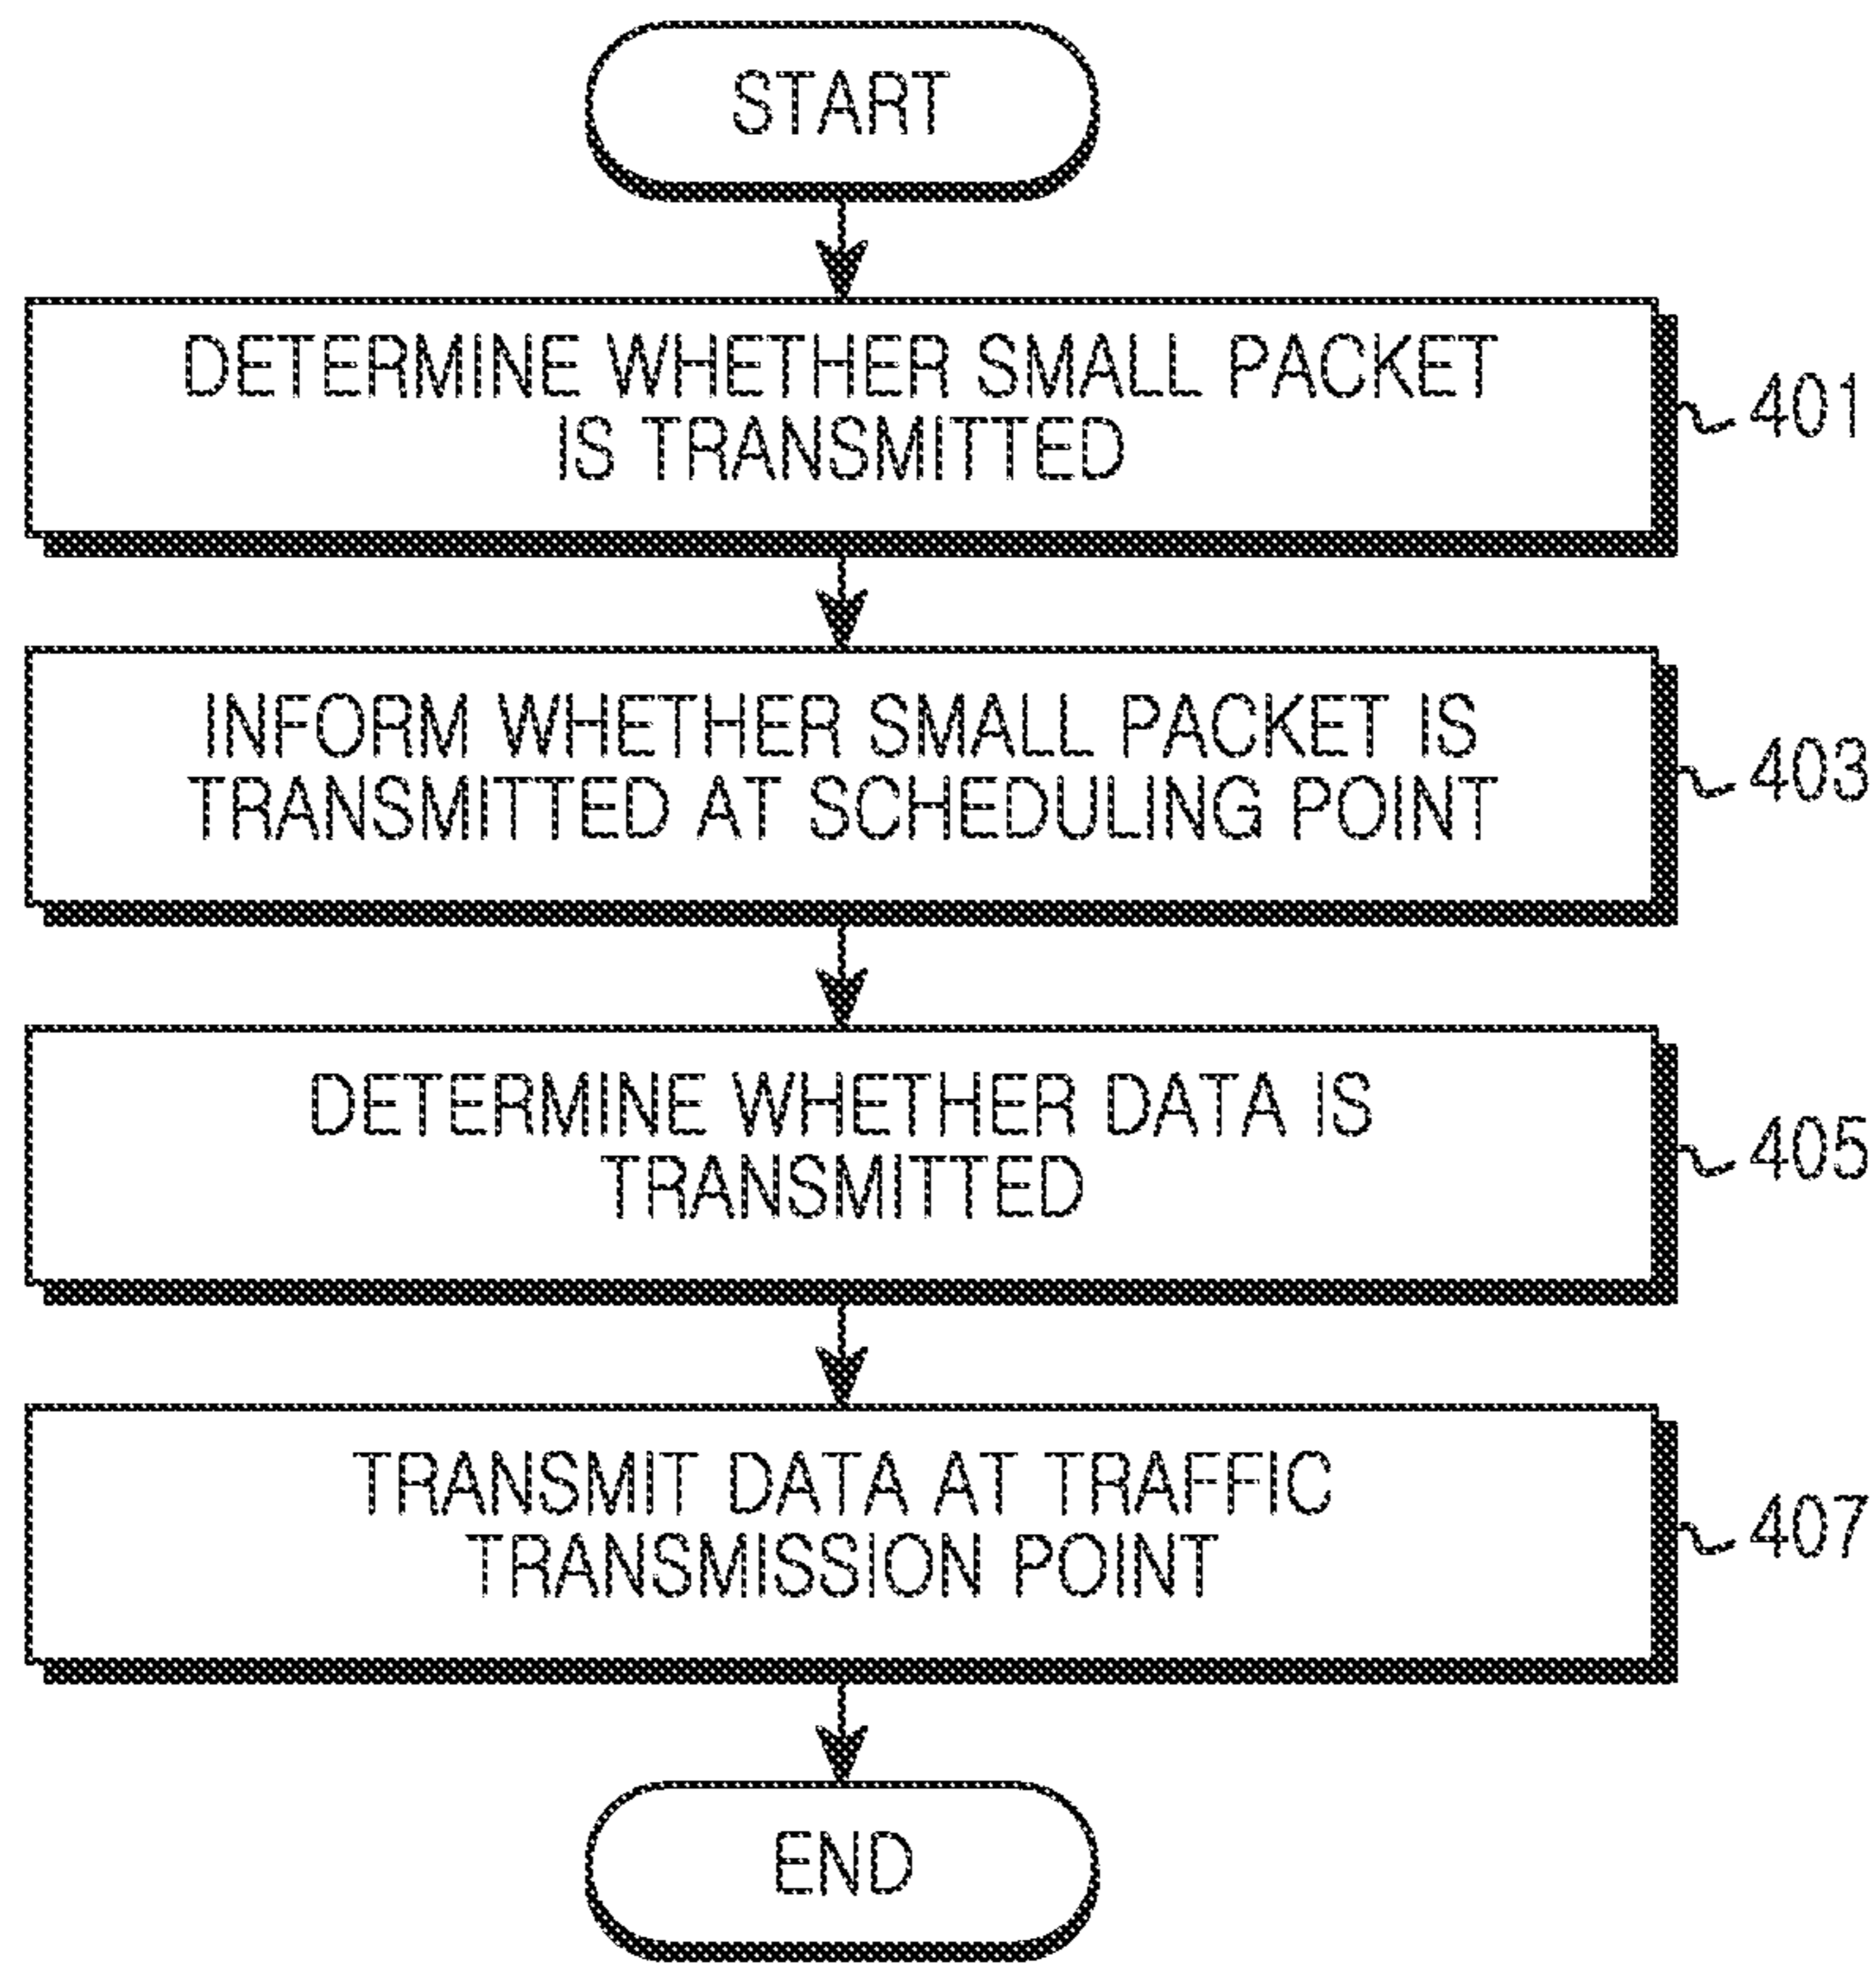 START
DETERMINE WHETHER SMALL PACKET
IS TRANSMITTED
401
INFORM WHETHER SMALL PACKET IS
TRANSMITTED AT SCHEDULING POINT
403
DETERMINE WHETHER DATA IS
TRANSMITTED
405
TRANSMIT DATA AT TRAFFIC
TRANSMISSION POINT
407
END